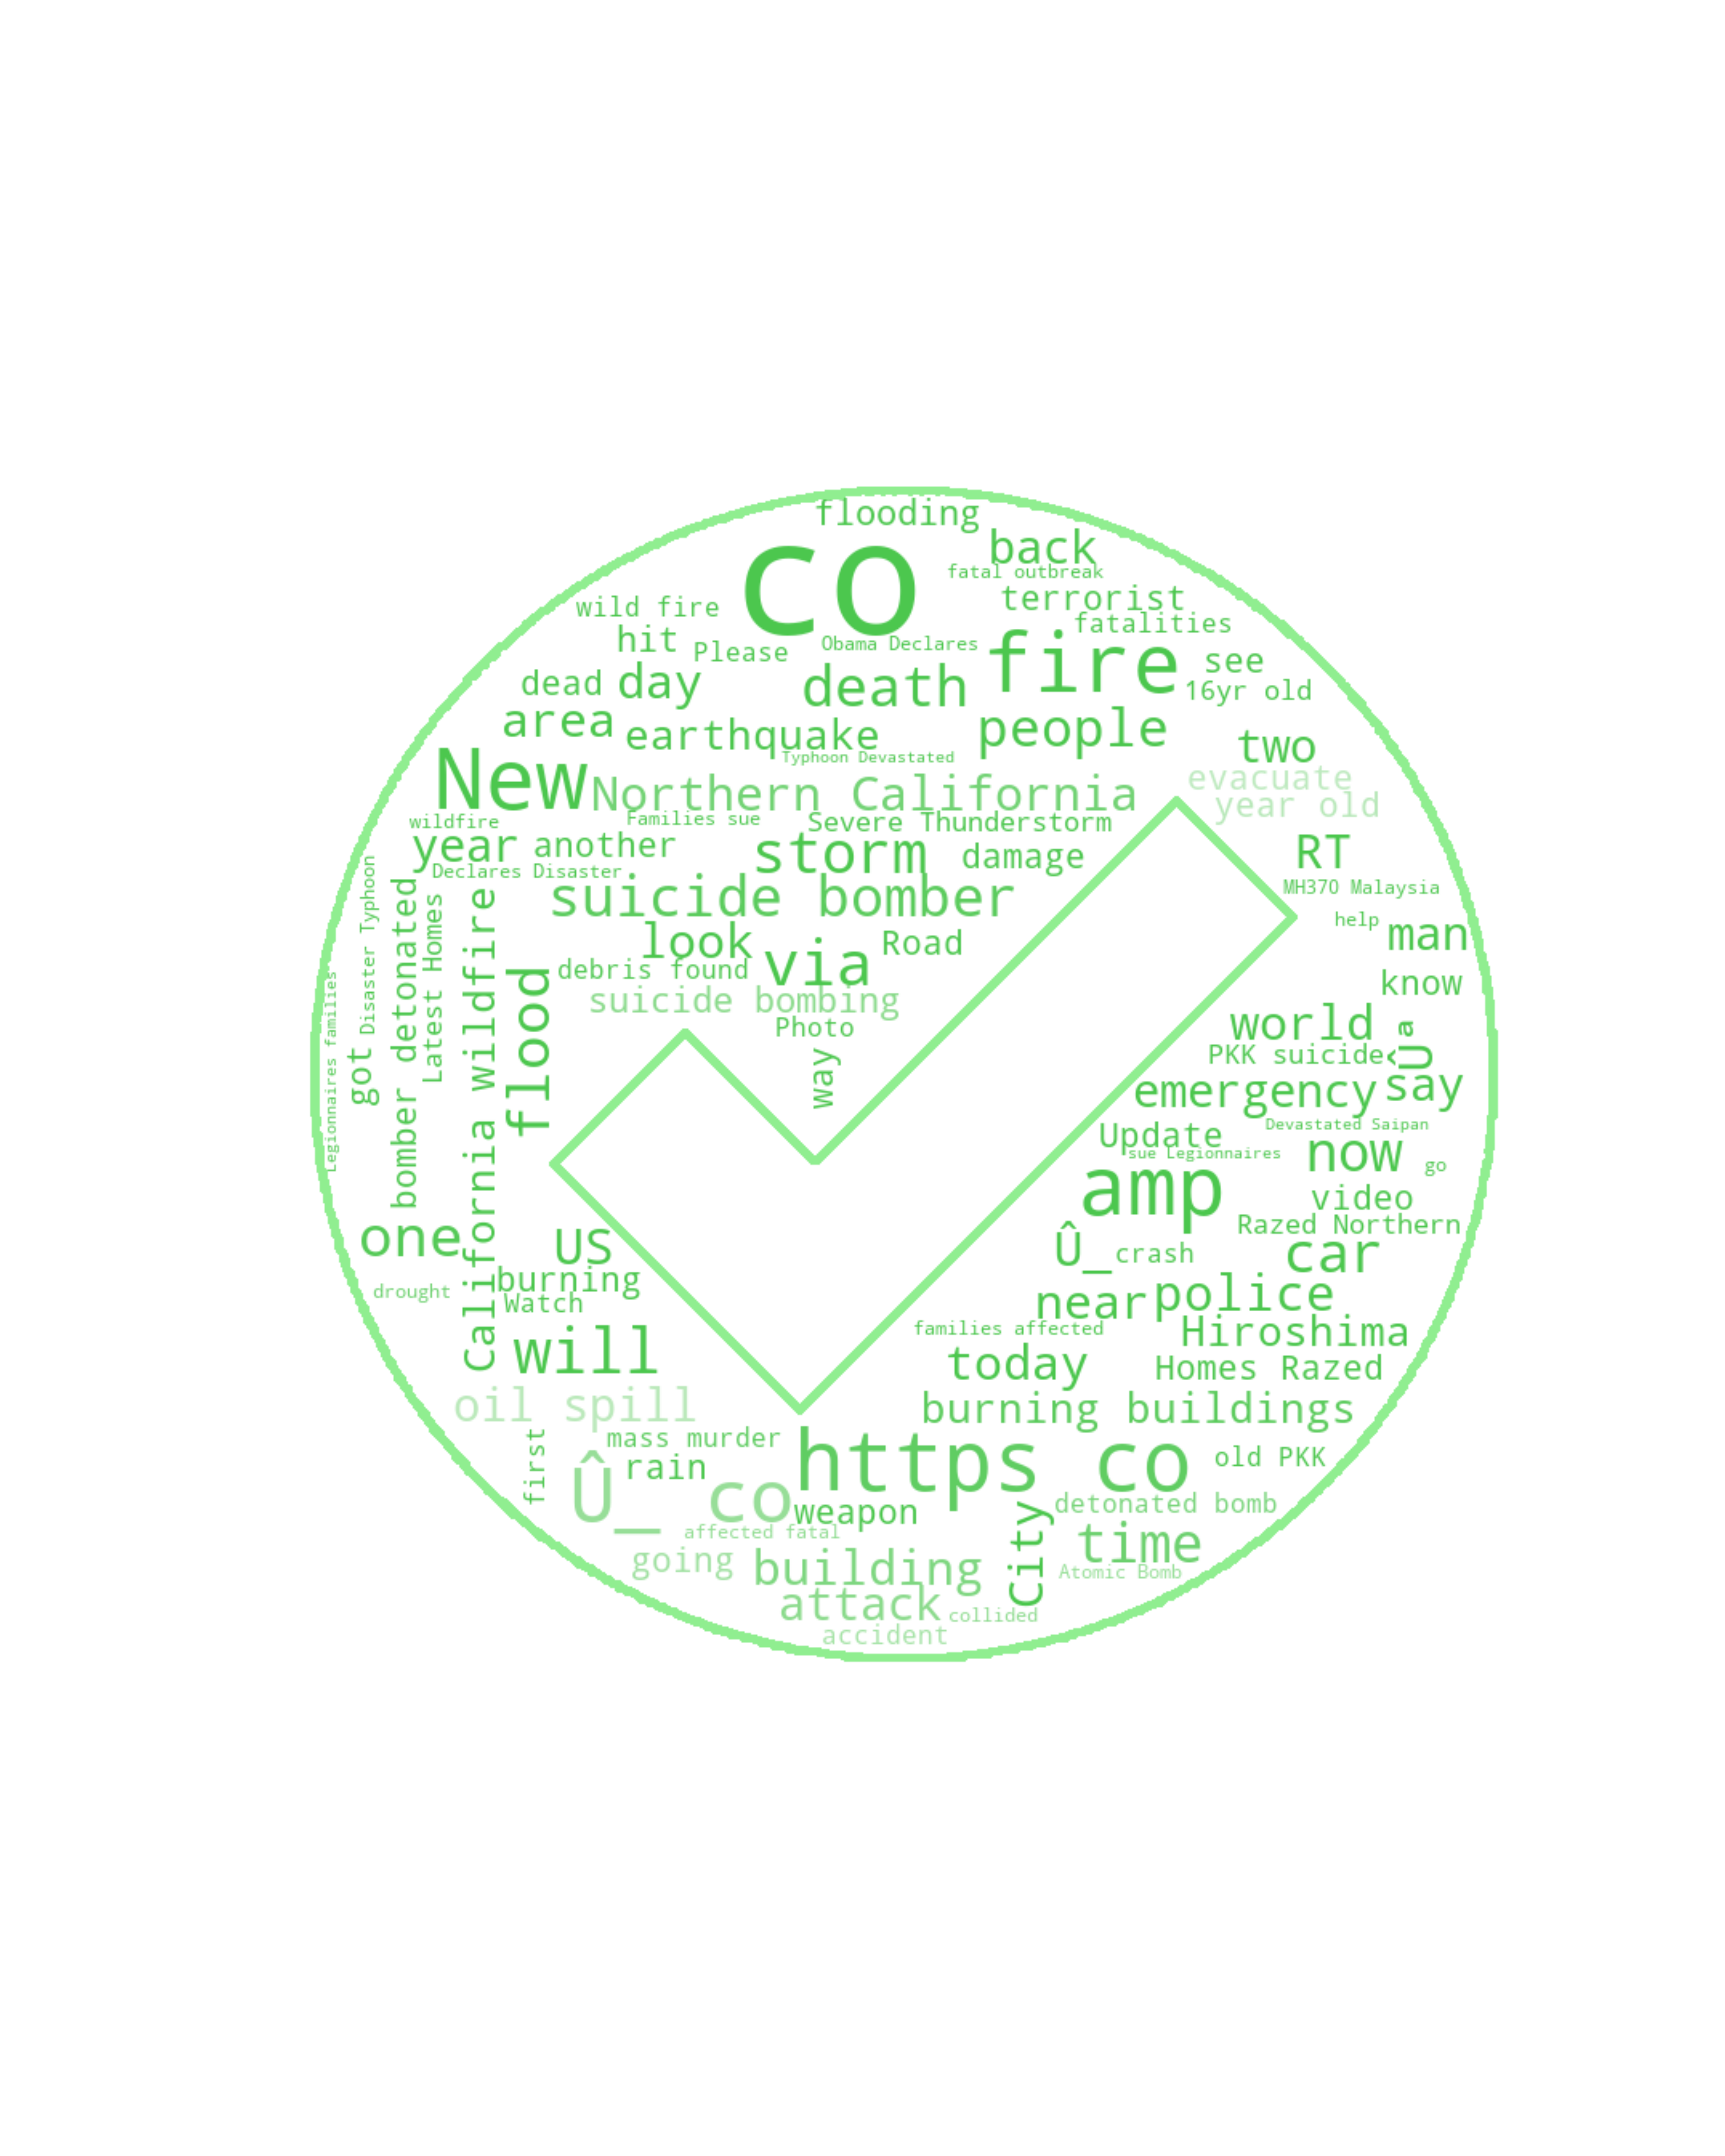 flooding
back
CO
fatal outbreak
terrorist
wild fire
fatalities
hit
Please
Obama Declares
fire
see
dead
day
death
16yr old
area
earthquake
people
two
Typhoon Devastated
New
Northern California
evacuate
year old
wildfire
Families sue
Severe Thunderstorm
year
another
storm
damage
RT
Declares Disaster
suicide bomber
MH370 Malaysia
help
man
look
via
Road
debris found
know
suicide bombing
Photo
way
world
Ûª
PKK suicide
emergency
say
Disaster Typhoon
got
Legionnaires families
bomber detonated
Latest Homes
California wildfire
flood
Devastated Saipan
Update
sue Legionnaires
now
go
amp
video
Razed Northern
one
US
Û_
crash
car
burning
drought
Watch
near
police
families affected
Hiroshima
will
today
Homes Razed
oil spill
burning buildings
first
mass murder
rain
https co
old PKK
Û_ co
weapon
detonated bomb
affected fatal
City
time
going
building
Atomic Bomb
attack
collided
accident